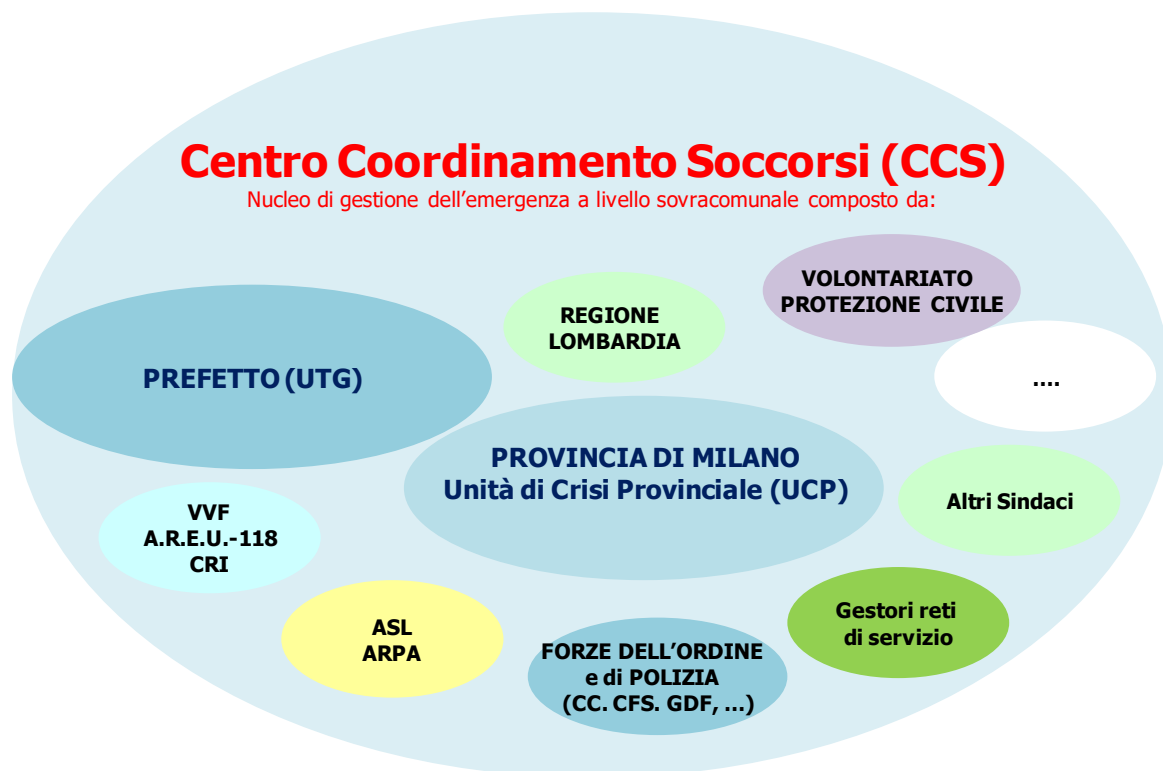 Centro Coordinamento Soccorsi (CCS)
Nucleo di gestione dell'emergenza a livello sovracomunale composto da:
VOLONTARIATO
PROTEZIONE CIVILE
REGIONE
LOMBARDIA
PREFETTO (UTG)
....
PROVINCIA DI MILANO
Unità di Crisi Provinciale (UCP)
Altri Sindaci
VVF
A.R.E.U.-118
CRI
Gestori reti
di servizio
ASL
ARPA
FORZE DELL'ORDINE
e di POLIZIA
(CC. CFS. GDF, ...)